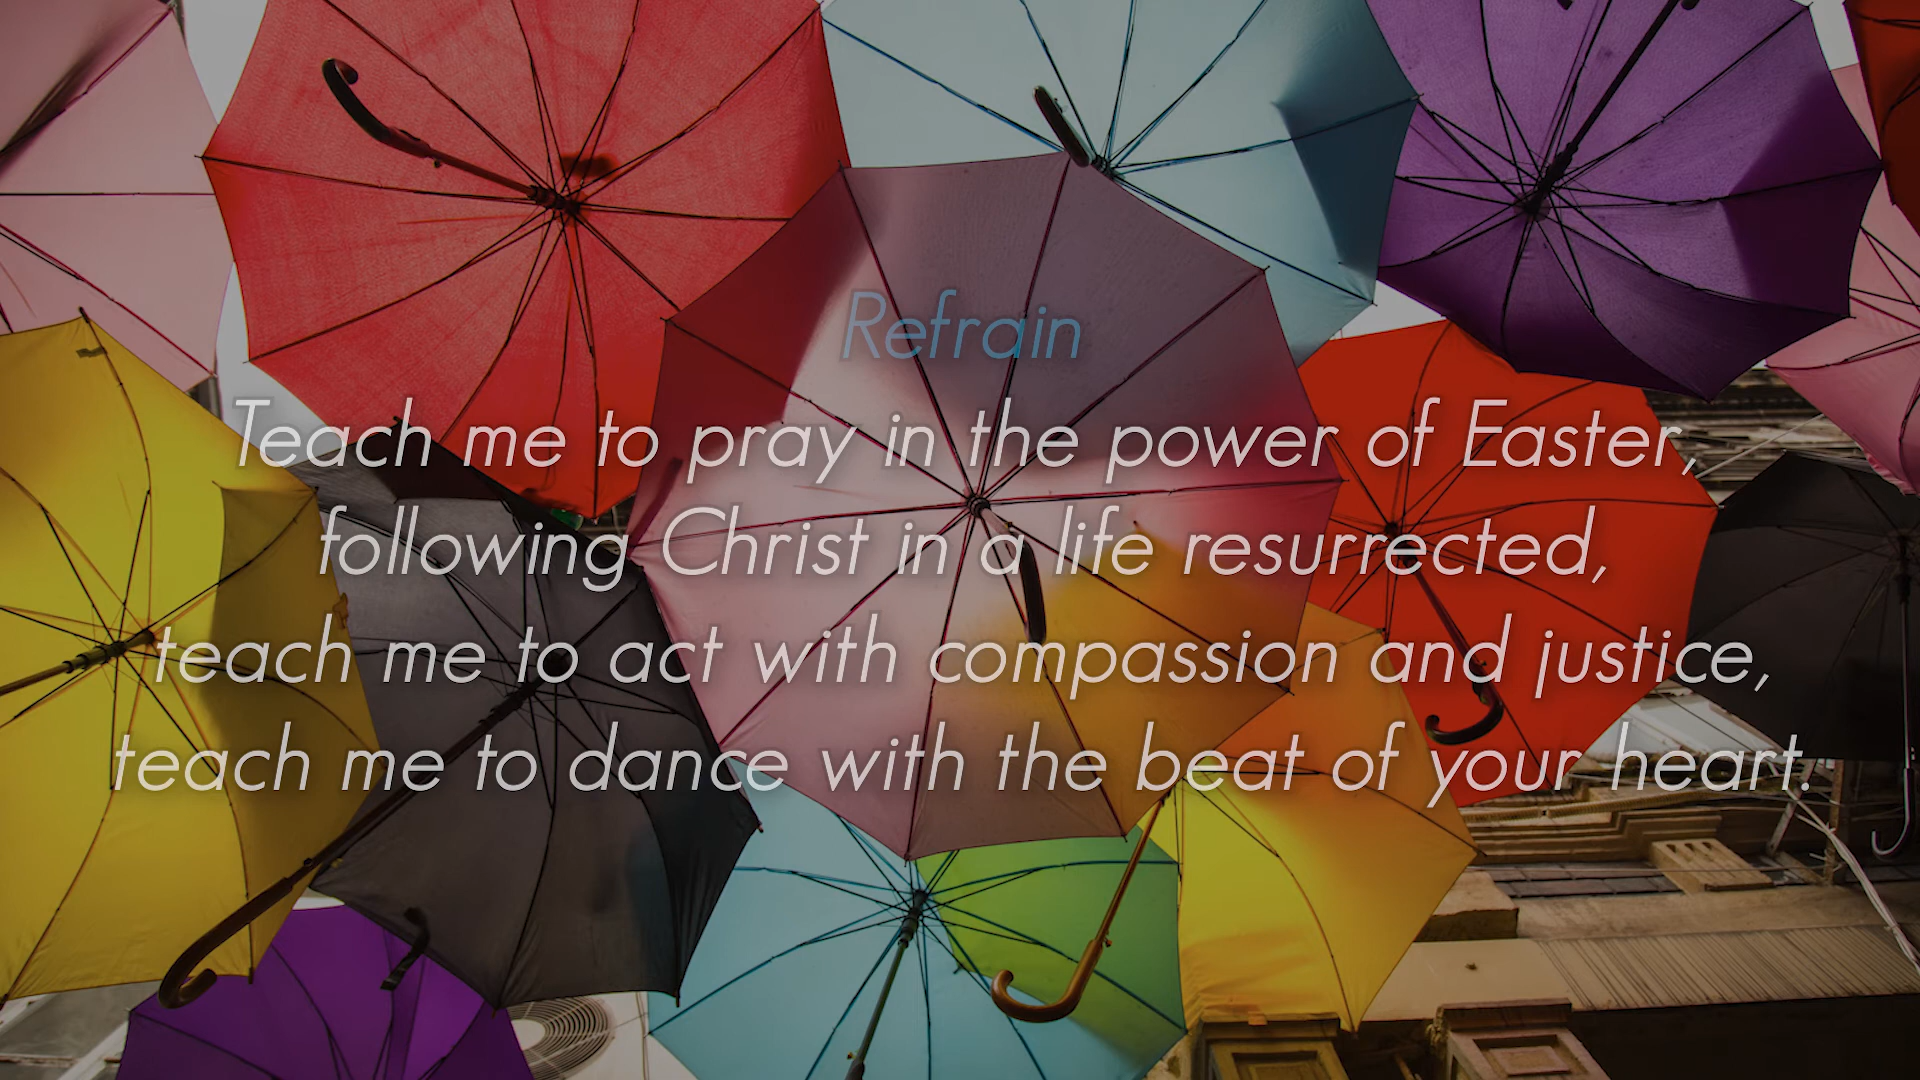 Refrain
Teach me to pray in the power of Easter,
following Christ in a life resurrected,
teach me to act with compassion and justice,
teach me to dance with the beat of your heart.